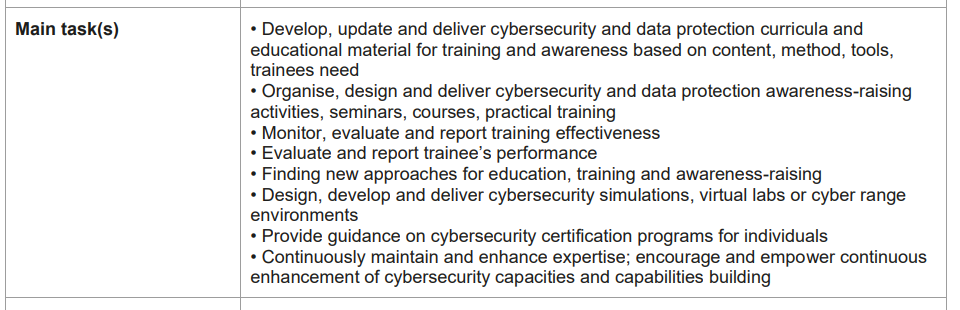 Main task(s)
• Develop, update and deliver cybersecurity and data protection curricula and
educational material for training and awareness based on content, method, tools,
trainees need
• Organise, design and deliver cybersecurity and data protection awareness-raising
activities, seminars, courses, practical training
• Monitor, evaluate and report training effectiveness
• Evaluate and report trainee’s performance
• Finding new approaches for education, training and awareness-raising
• Design, develop and deliver cybersecurity simulations, virtual labs or cyber range
environments
• Provide guidance on cybersecurity certification programs for individuals
• Continuously maintain and enhance expertise; encourage and empower continuous
enhancement of cybersecurity capacities and capabilities building